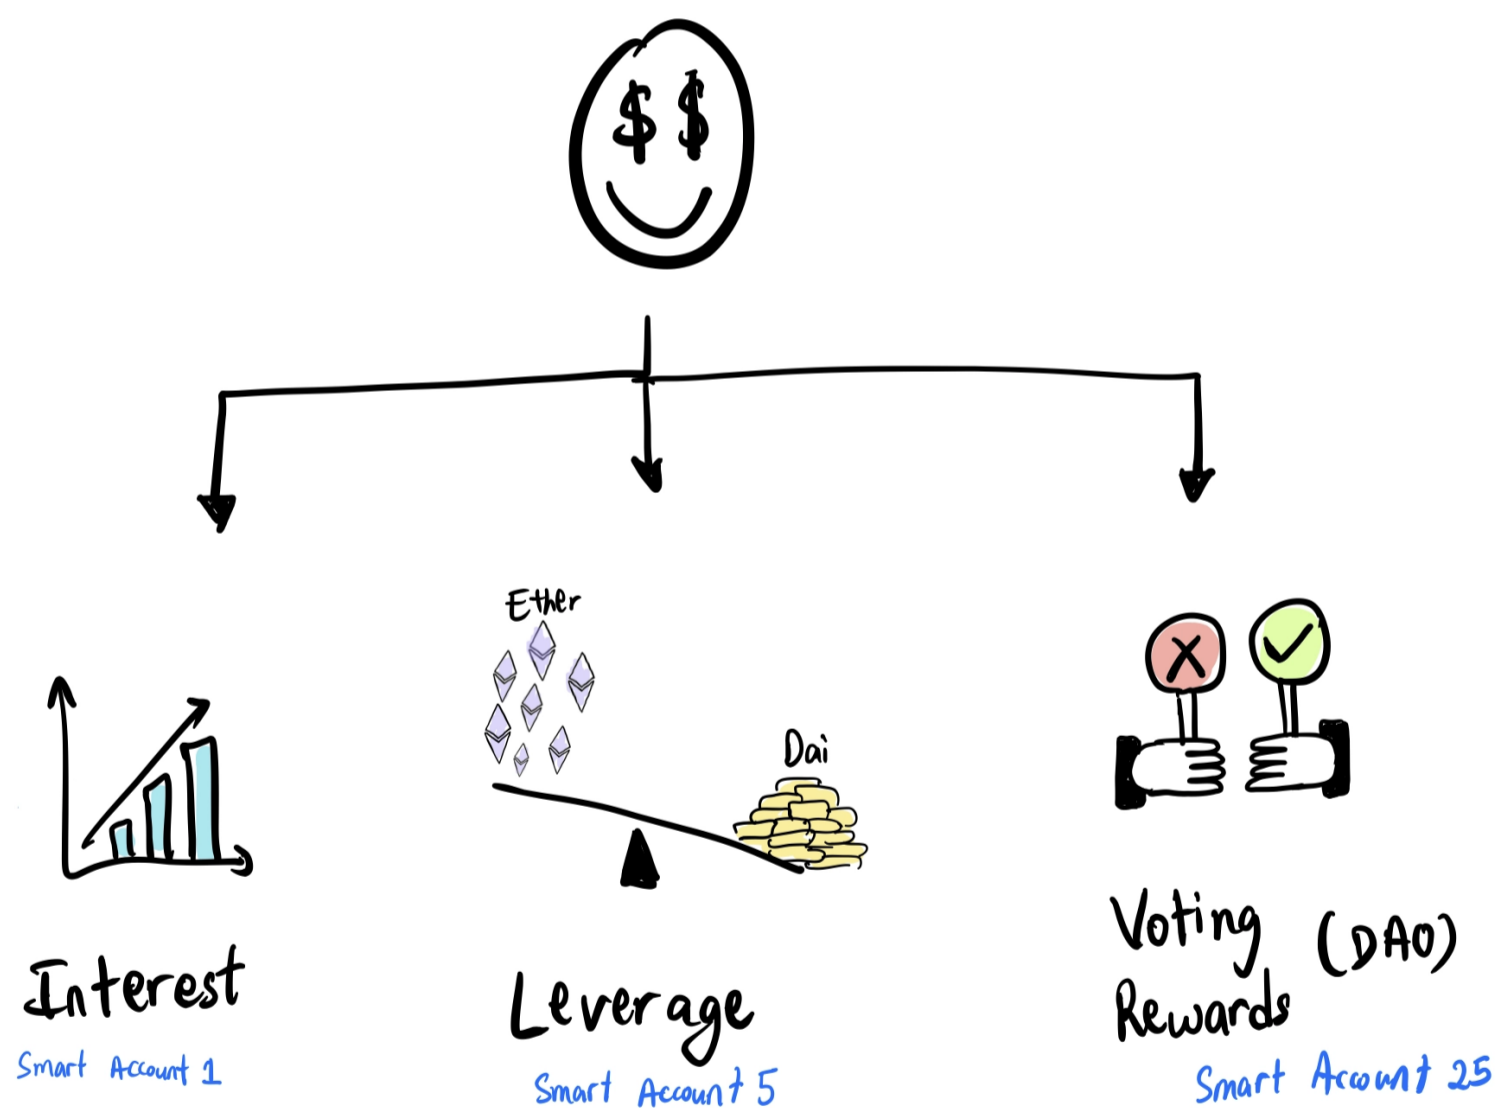 $ $
Ether
Dai
Interest
Smart Account 1
Leverage
Smart Account 5
Voting (DAO)
Rewards
Smart Account 25